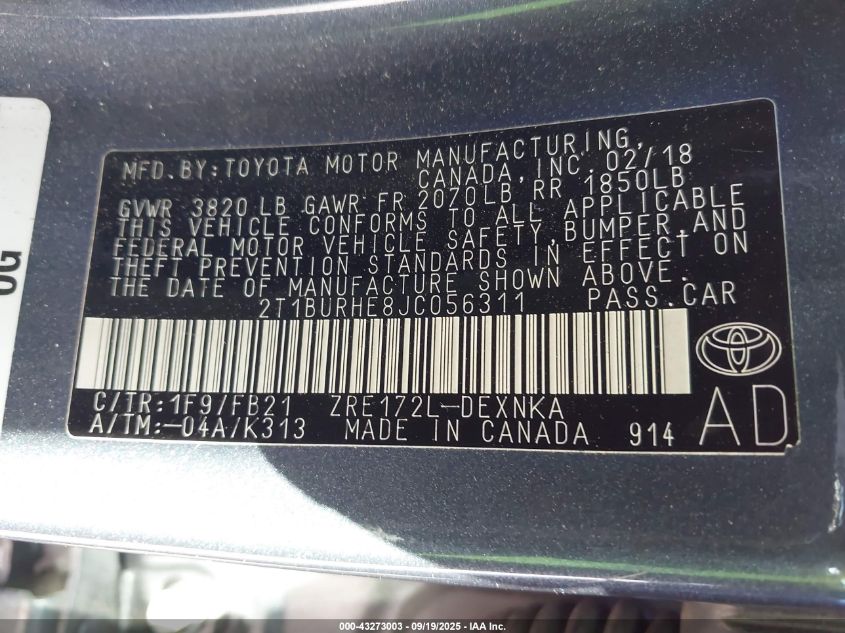 MFD. BY: TOYOTA MOTOR MANUFACTURING,
CANADA, INC. 02/18
GVWR 3820 LB GAWR FR 2070LB RR 1850LB
THIS VEHICLE CONFORMS TO ALL APPLICABLE
FEDERAL MOTOR VEHICLE SAFETY, BUMPER, AND
THEFT PREVENTION STANDARDS IN EFFECT ON
THE DATE OF MANUFACTURE SHOWN ABOVE.
2T1BURHE8JC056311 PASS. CAR
C/TR: 1F9/FB21 ZRE172L-DEXNKA
A/TM: -04A/K313 MADE IN CANADA 914 AD
OG
000-43273003 - 09/19/2025 - IAA Inc.